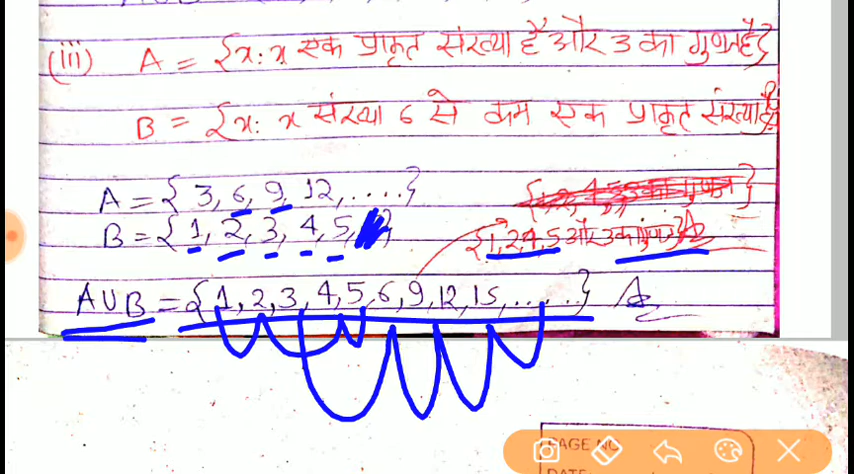 (iii) A = {x: x एक प्राकृत संख्या है और 3 का गुणज है}
B = {x: x संख्या 6 से कम एक प्राकृत संख्या है}
A = { 3, 6, 9, 12, .....}
B = { 1, 2, 3, 4, 5, }
{1,2,4,5 और 3 का गुणज}
A∪B = {1, 2, 3, 4, 5, 6, 9, 12, 15, ......}
PAGE NO
DATE